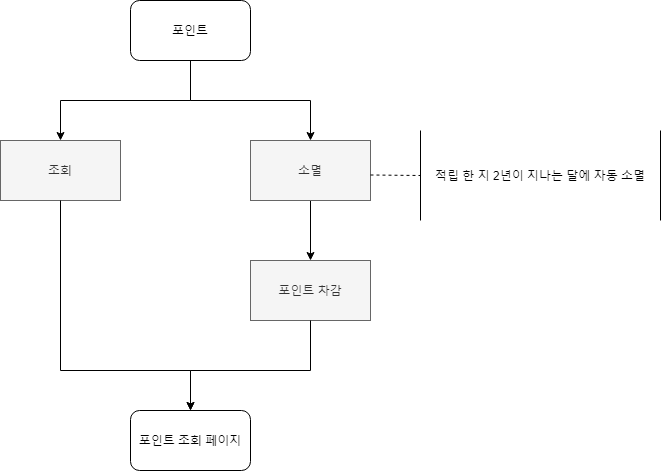 포인트
조회
소멸
적립 한 지 2년이 지나는 달에 자동 소멸
포인트 차감
포인트 조회 페이지